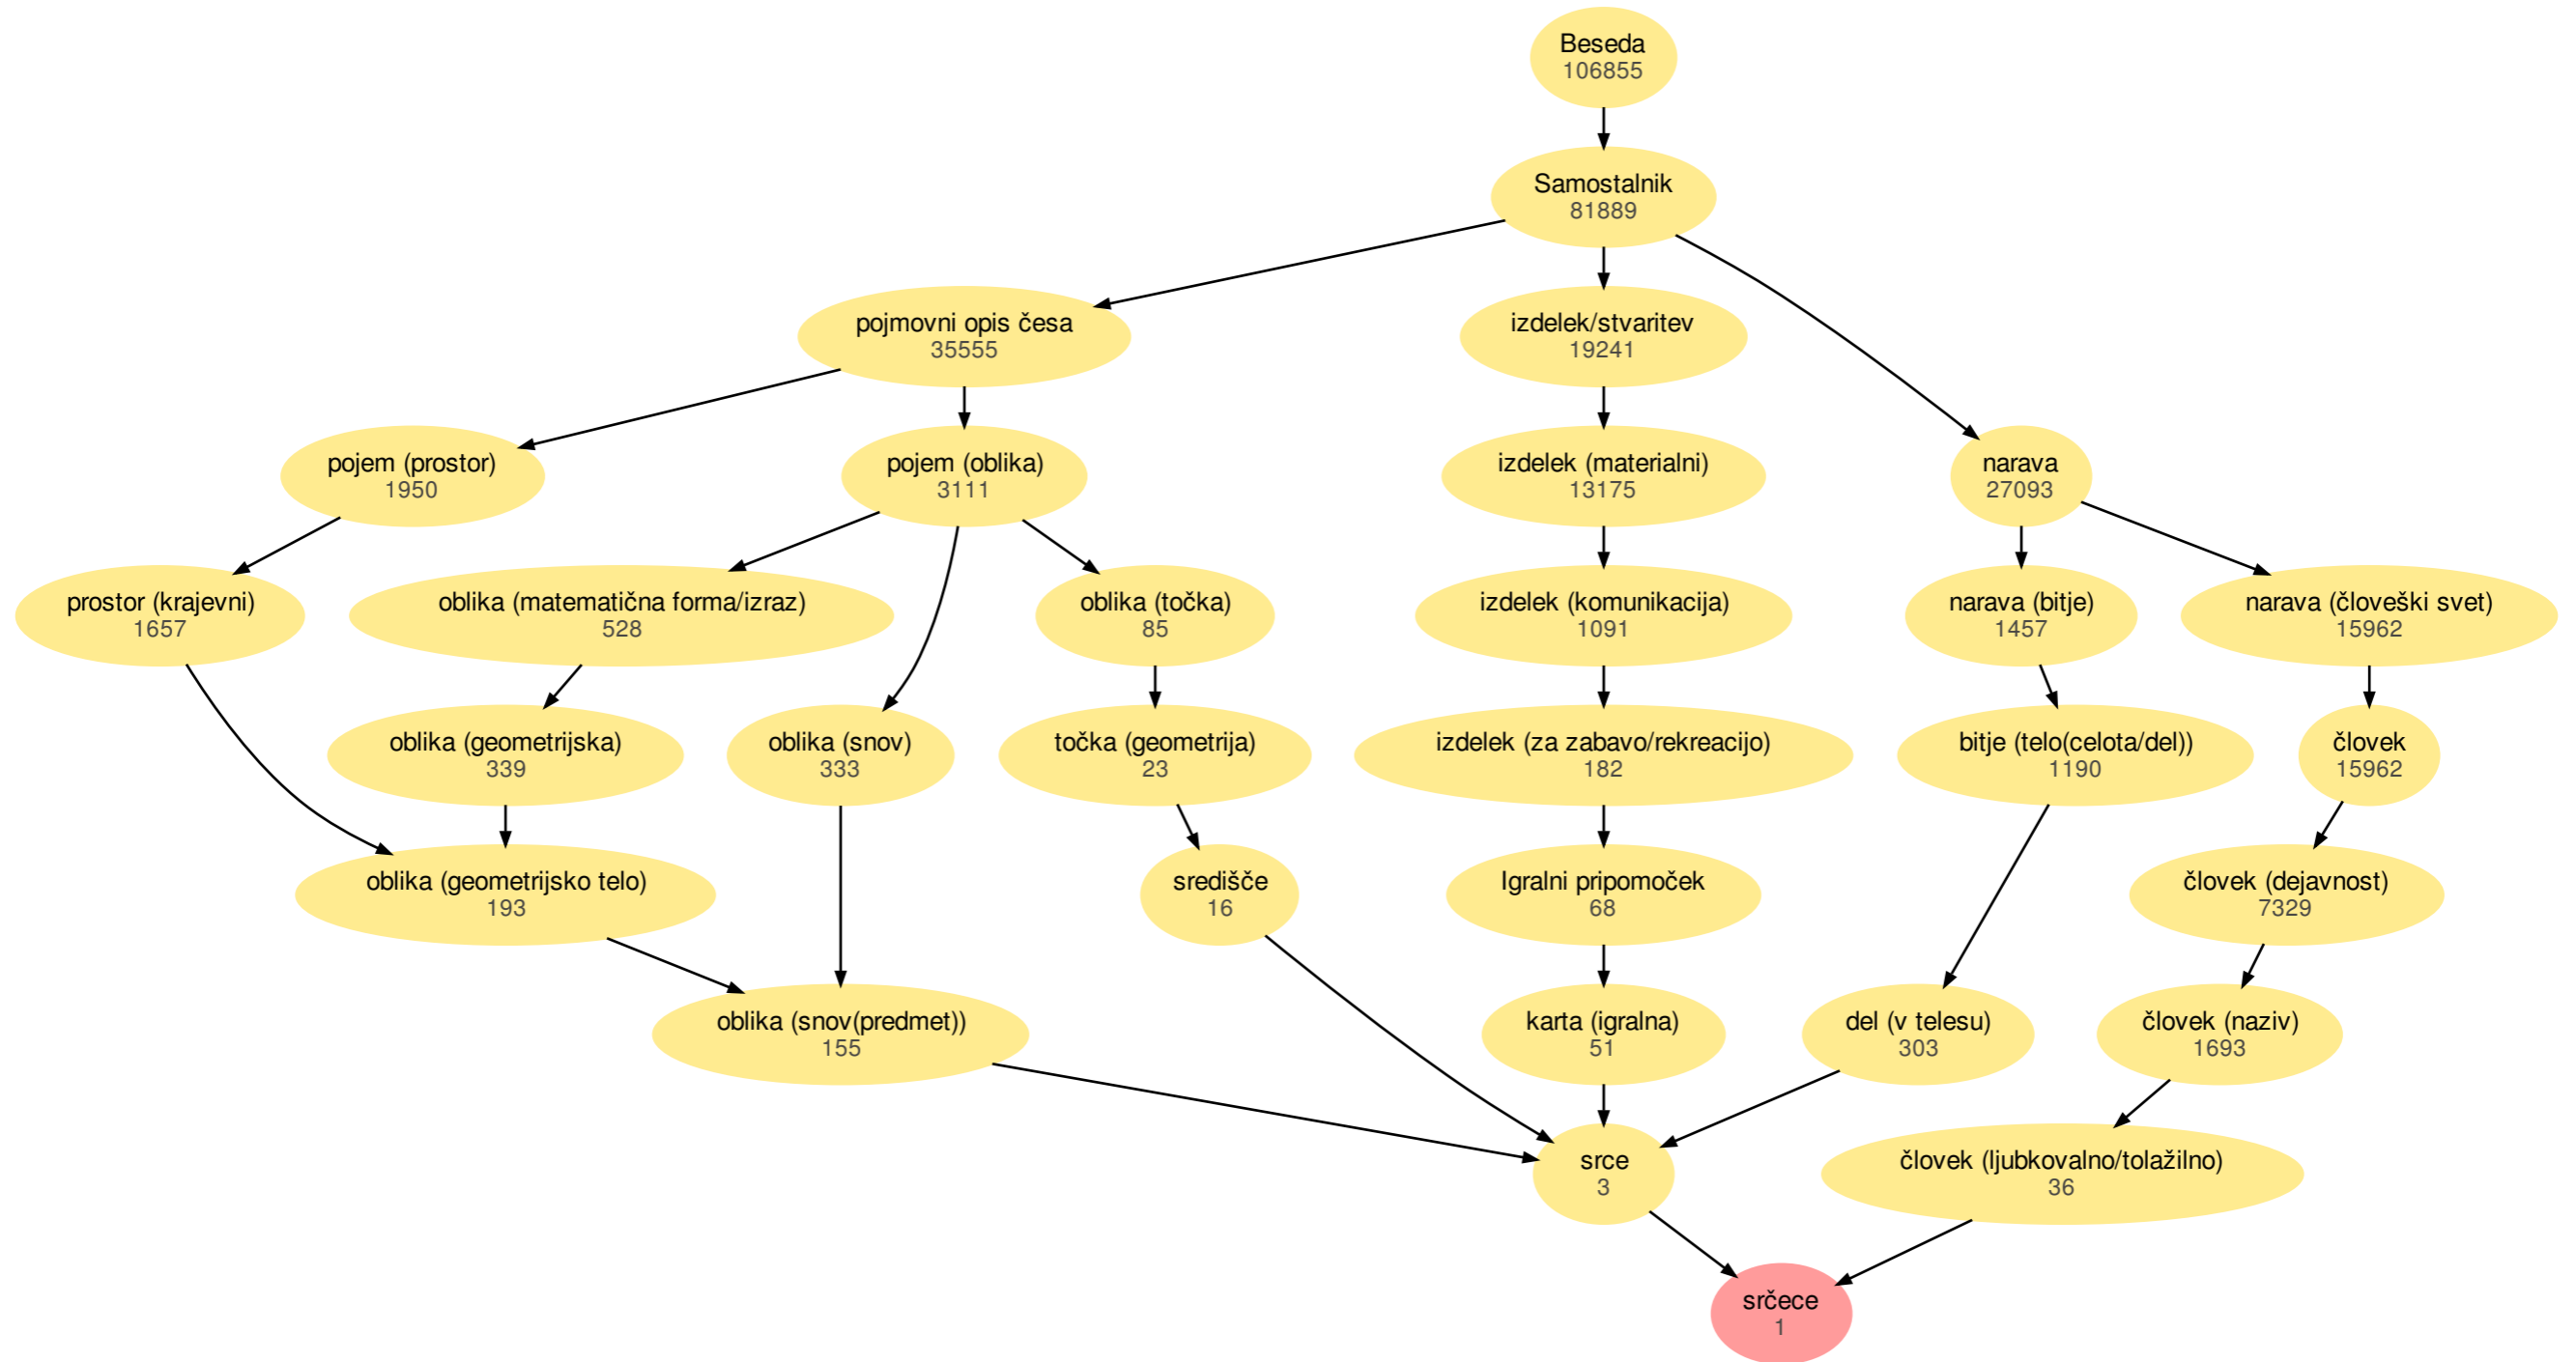 Beseda
106855
Samostalnik
81889
pojmovni opis česa
35555
izdelek/stvaritev
19241
pojem (prostor)
1950
pojem (oblika)
3111
izdelek (materialni)
13175
narava
27093
prostor (krajevni)
1657
oblika (matematična forma/izraz)
528
oblika (točka)
85
izdelek (komunikacija)
1091
narava (bitje)
1457
narava (človeški svet)
15962
oblika (geometrijska)
339
oblika (snov)
333
točka (geometrija)
23
izdelek (za zabavo/rekreacijo)
182
bitje (telo(celota/del))
1190
človek
15962
oblika (geometrijsko telo)
193
središče
16
Igralni pripomoček
68
človek (dejavnost)
7329
oblika (snov(predmet))
155
karta (igralna)
51
del (v telesu)
303
človek (naziv)
1693
srce
3
človek (ljubkovalno/tolažilno)
36
srčece
1